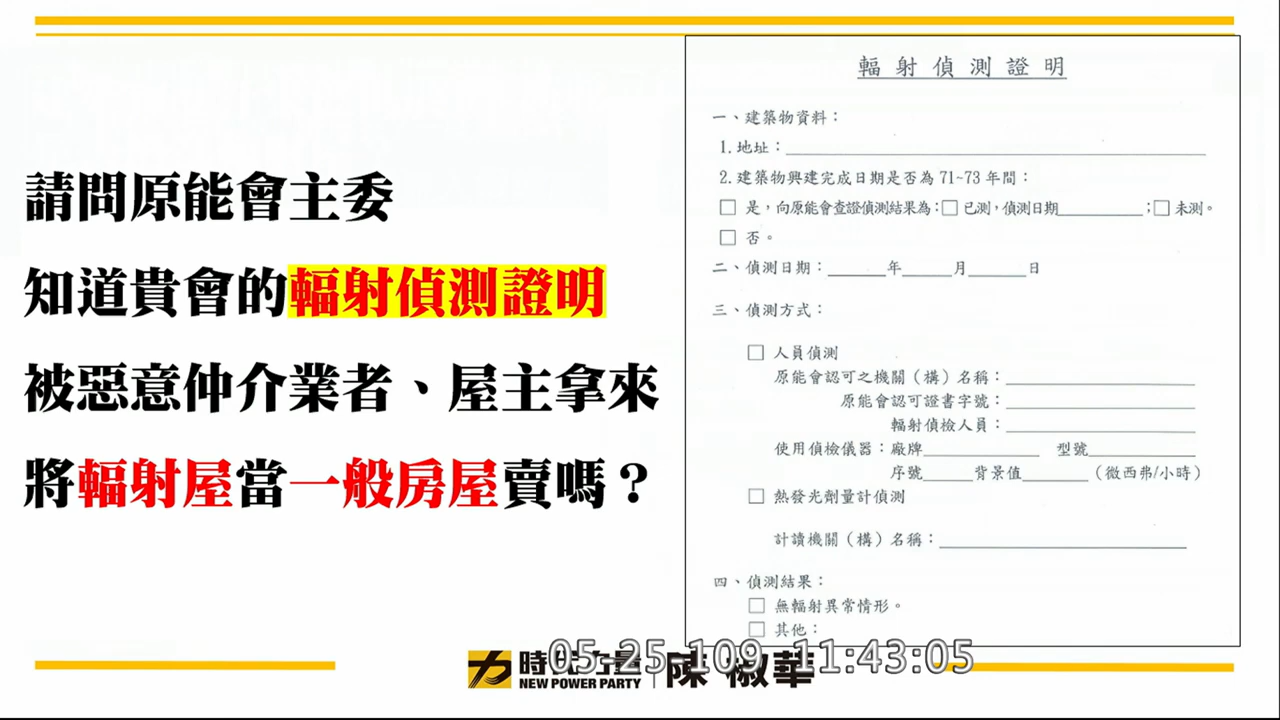 請問原能會主委
知道貴會的輻射偵測證明
被惡意仲介業者、屋主拿來
將輻射屋當一般房屋賣嗎？
輻射偵測證明
一、建築物資料：
1.地址：
2.建築物興建完成日期是否為71~73年間：
□是，向原能會查證偵測結果為：□已測，偵測日期；□未測。
□否。
二、偵測日期：年月日
三、偵測方式：
□人員偵測
原能會認可之機關（構）名稱：
原能會認可證書字號：
輻射偵檢人員：
使用偵檢儀器：廠牌 型號
序號 背景值（微西弗/小時）
□熱發光劑量計偵測
計讀機關（構）名稱：
四、偵測結果：
□無輻射異常情形。
□其他：
時代力量
NEW POWER PARTY
陳椒華
05-25-109 11:43:05